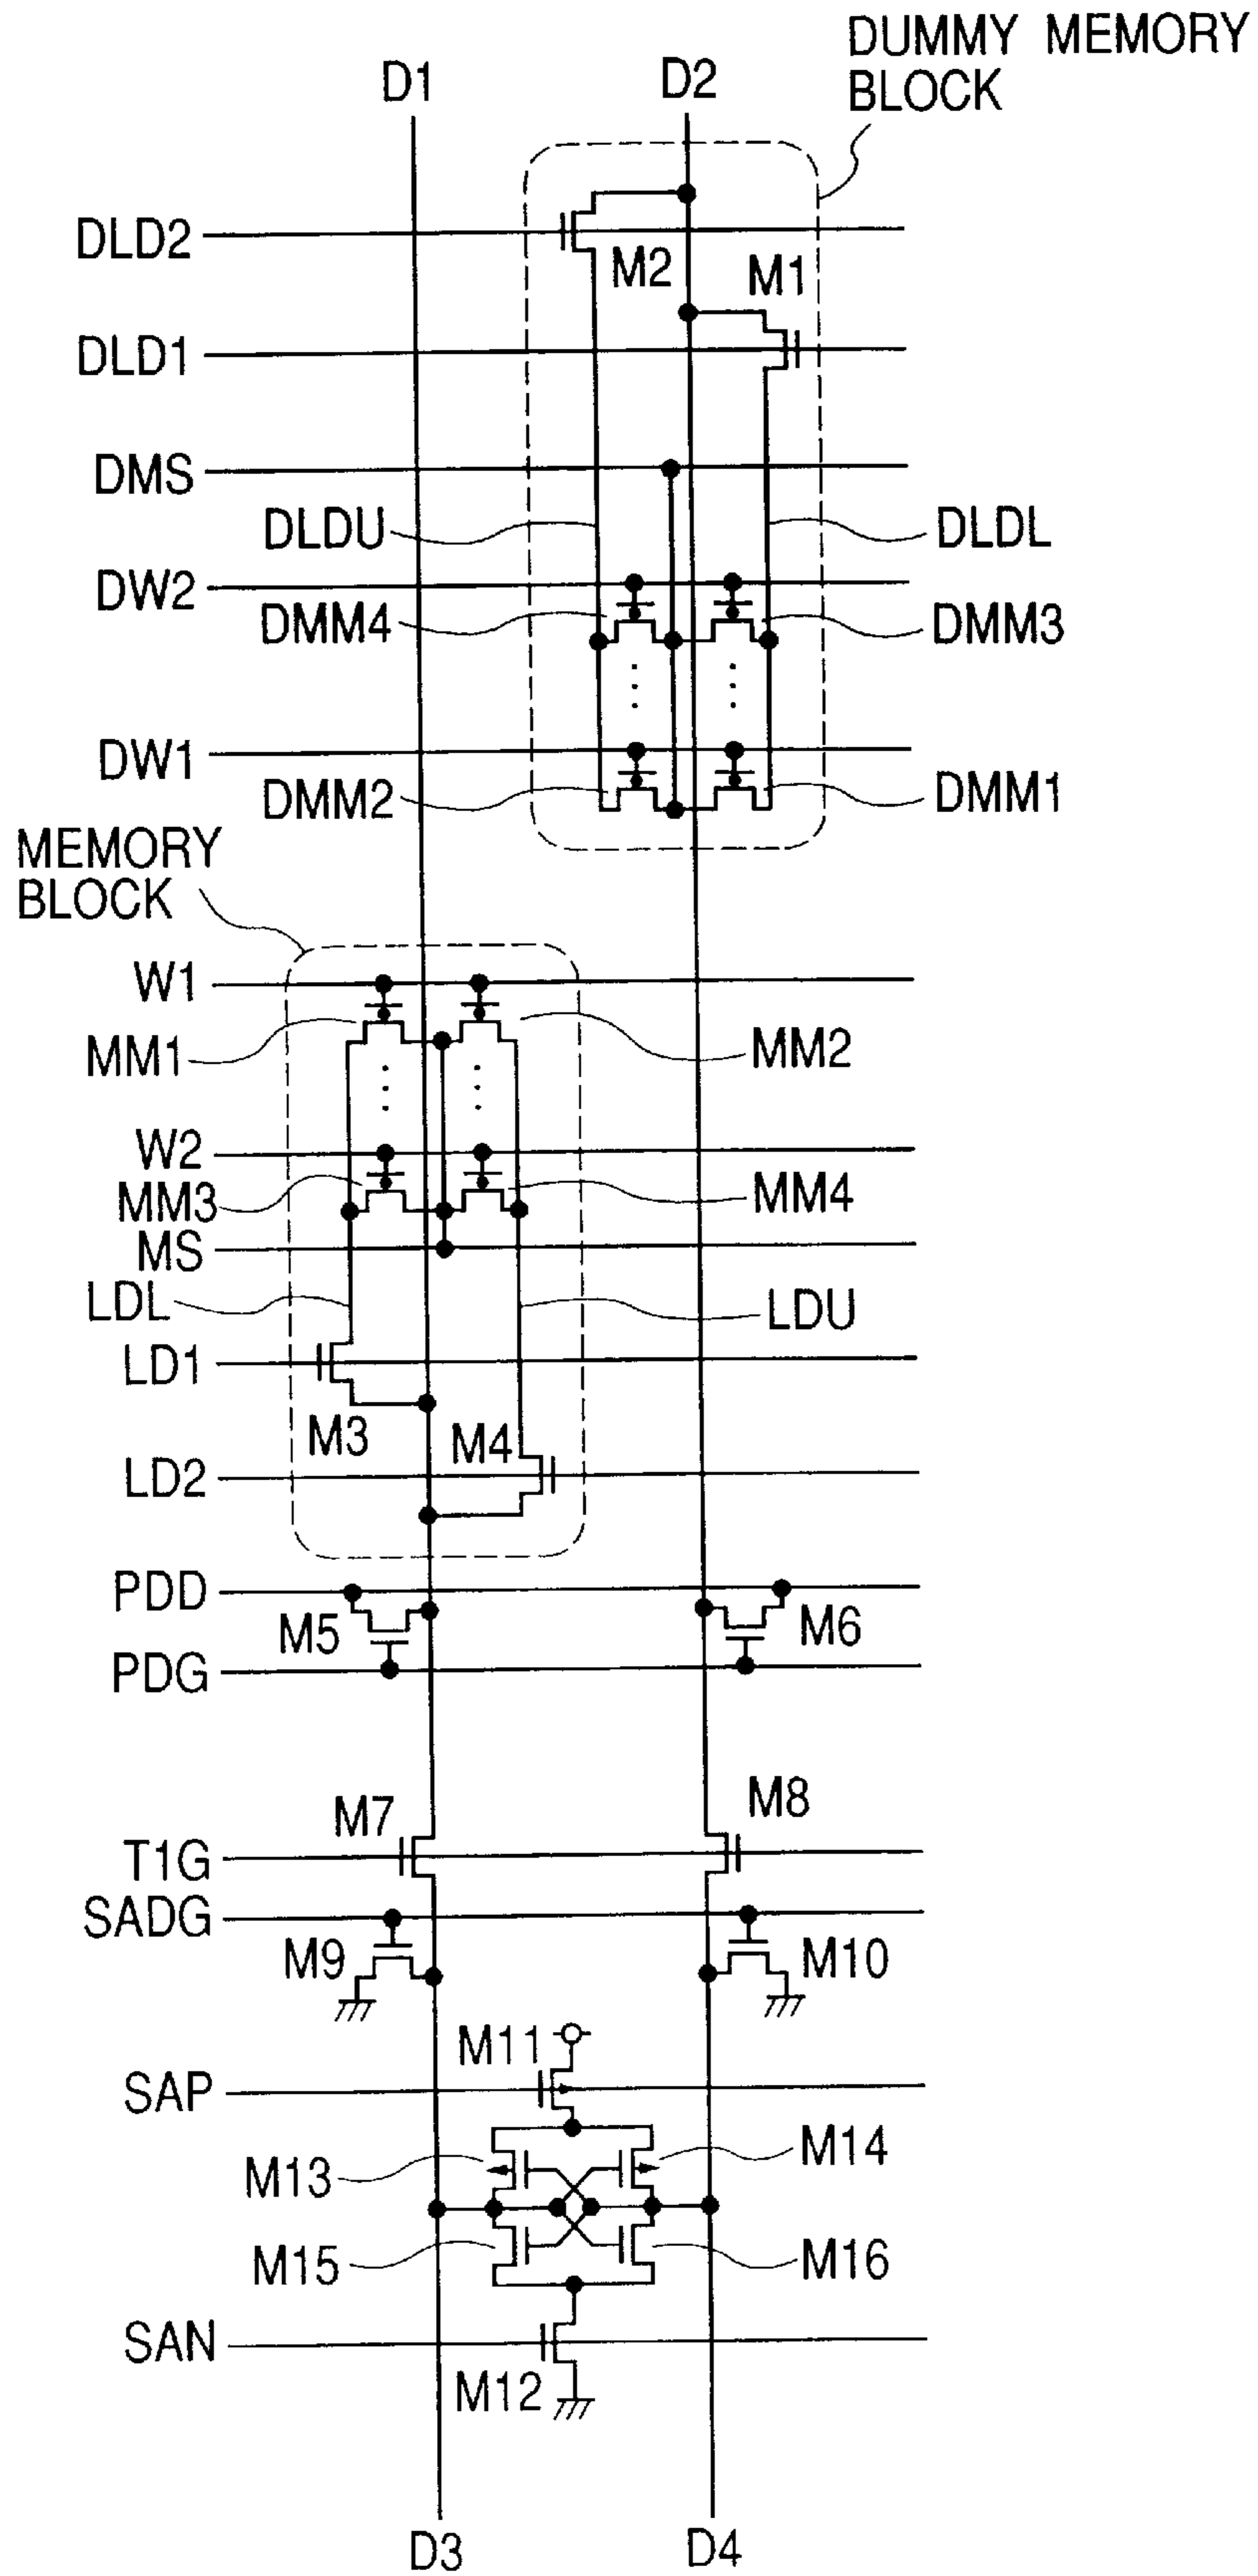 DUMMY MEMORY
BLOCK
D1
D2
DLD2
M2
M1
DLD1
DMS
DLDU
DLDL
DW2
DMM4
DMM3
DW1
DMM2
DMM1
MEMORY
BLOCK
W1
MM1
MM2
W2
MM3
MM4
MS
LDL
LDU
LD1
M3
M4
LD2
PDD
M5
M6
PDG
M7
M8
T1G
SADG
M9
M10
M11
SAP
M13
M14
M15
M16
SAN
M12
D3
D4